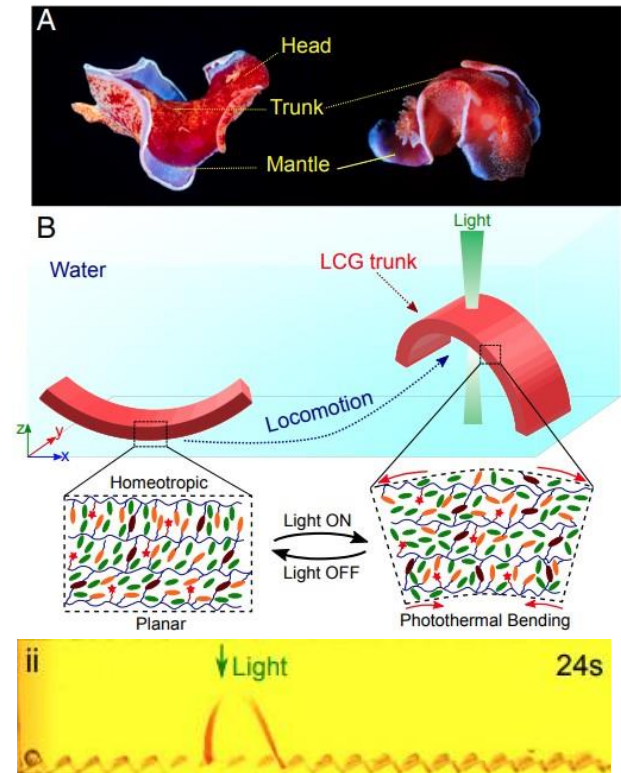 A
Head
Trunk
Mantle
B
Light
Water
LCG trunk
Locomotion
z
y
x
Homeotropic
Light ON
Light OFF
Planar
Photothermal Bending
ii
Light
24s